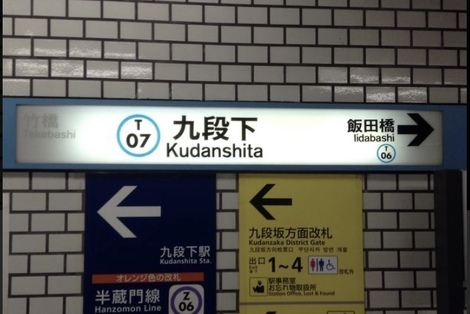 竹橋
Takebashi
T
07
九段下
Kudanshita
飯田橋
Iidabashi
T
06
九段下駅
Kudanshita Sta.
オレンジ色の改札
半蔵門線
Hanzomon Line
Z
06
九段坂方面改札
Kudanzaka District Gate
出口
1~4
改札外
駅事務室
お忘れ物取扱所
Station Office, Lost & Found